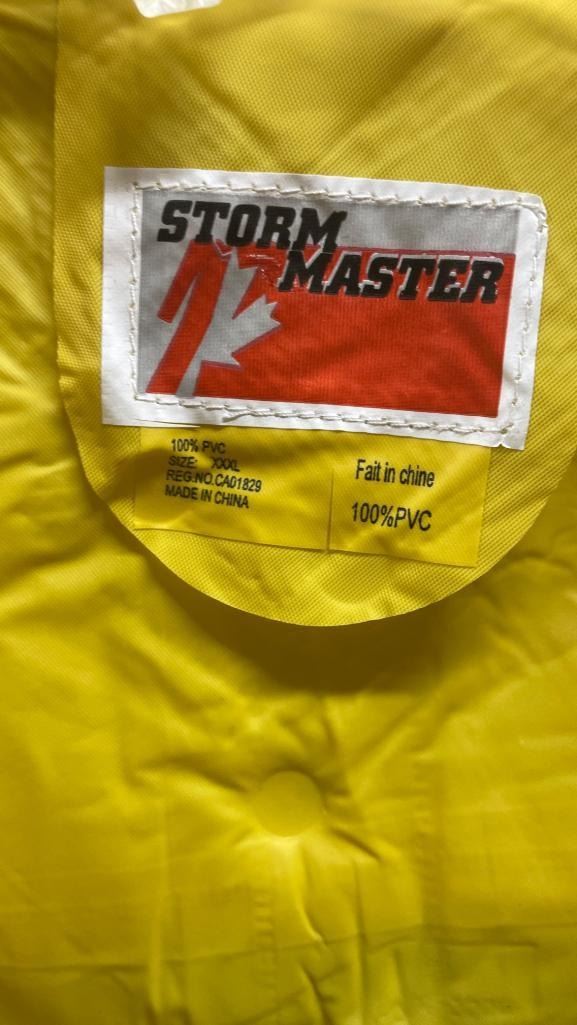 STORM
MASTER
100% PVC
SIZE: XXXL
REG.NO.CA01829
MADE IN CHINA
Fait in chine
100%PVC